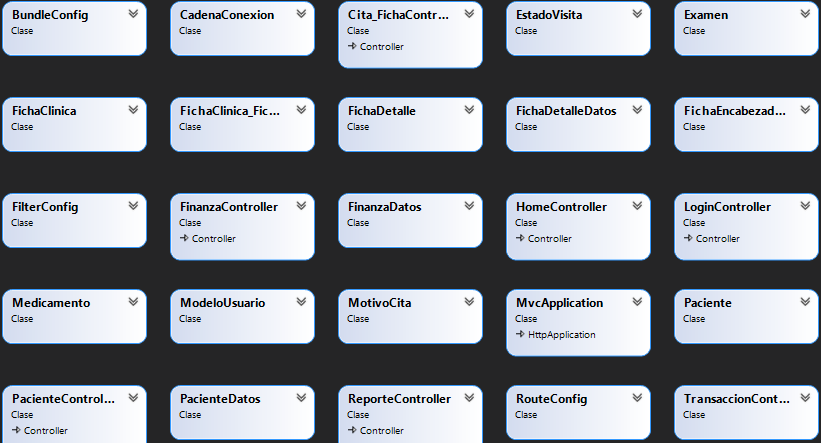 BundleConfig
Clase
CadenaConexion
Clase
Cita_FichaContr...
Clase
Controller
EstadoVisita
Clase
Examen
Clase
FichaClinica
Clase
FichaClinica_Fic...
Clase
FichaDetalle
Clase
FichaDetalleDatos
Clase
FichaEncabezad...
Clase
FilterConfig
Clase
FinanzaController
Clase
Controller
FinanzaDatos
Clase
HomeController
Clase
Controller
LoginController
Clase
Controller
Medicamento
Clase
ModeloUsuario
Clase
MotivoCita
Clase
MvcApplication
Clase
HttpApplication
Paciente
Clase
PacienteControl...
Clase
Controller
PacienteDatos
Clase
ReporteController
Clase
Controller
RouteConfig
Clase
TransaccionCont...
Clase